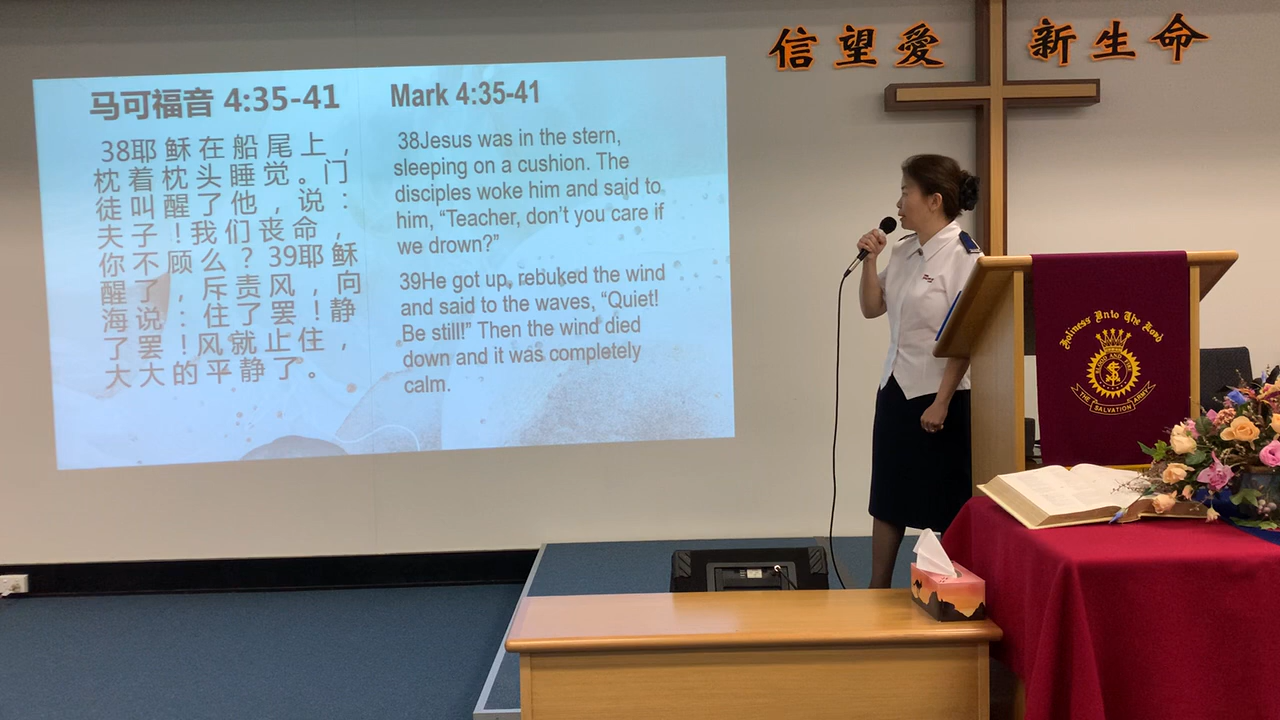 信望愛 新生命
马可福音 4:35-41
38耶稣在船尾上，
枕着枕头睡觉。门
徒叫醒了他，说：
夫子！我们丧命，
你不顾么？39耶稣
醒了，斥责风，向
海说：住了罢！静
了罢！风就止住，
大大的平静了。
Mark 4:35-41
38Jesus was in the stern,
sleeping on a cushion. The
disciples woke him and said to
him, “Teacher, don’t you care if
we drown?”
39He got up, rebuked the wind
and said to the waves, “Quiet!
Be still!” Then the wind died
down and it was completely
calm.
Holiness Unto The Lord
BLOOD AND FIRE
THE SALVATION ARMY